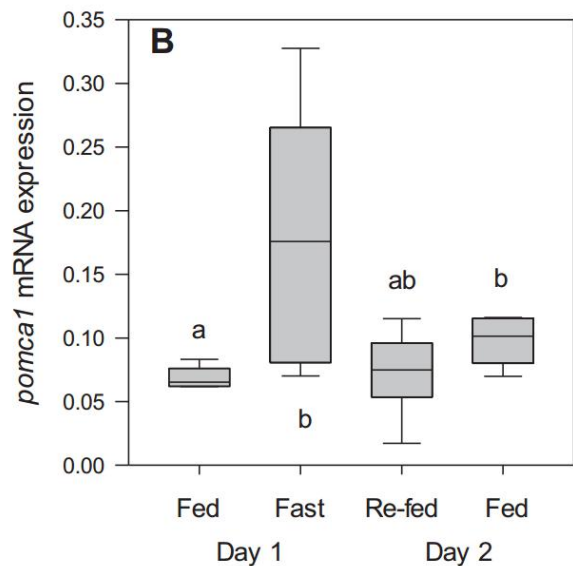 B
pomca1 mRNA expression
0.35
0.30
0.25
0.20
0.15
0.10
0.05
0.00
a
b
ab
b
Fed Fast Re-fed Fed
Day 1 Day 2